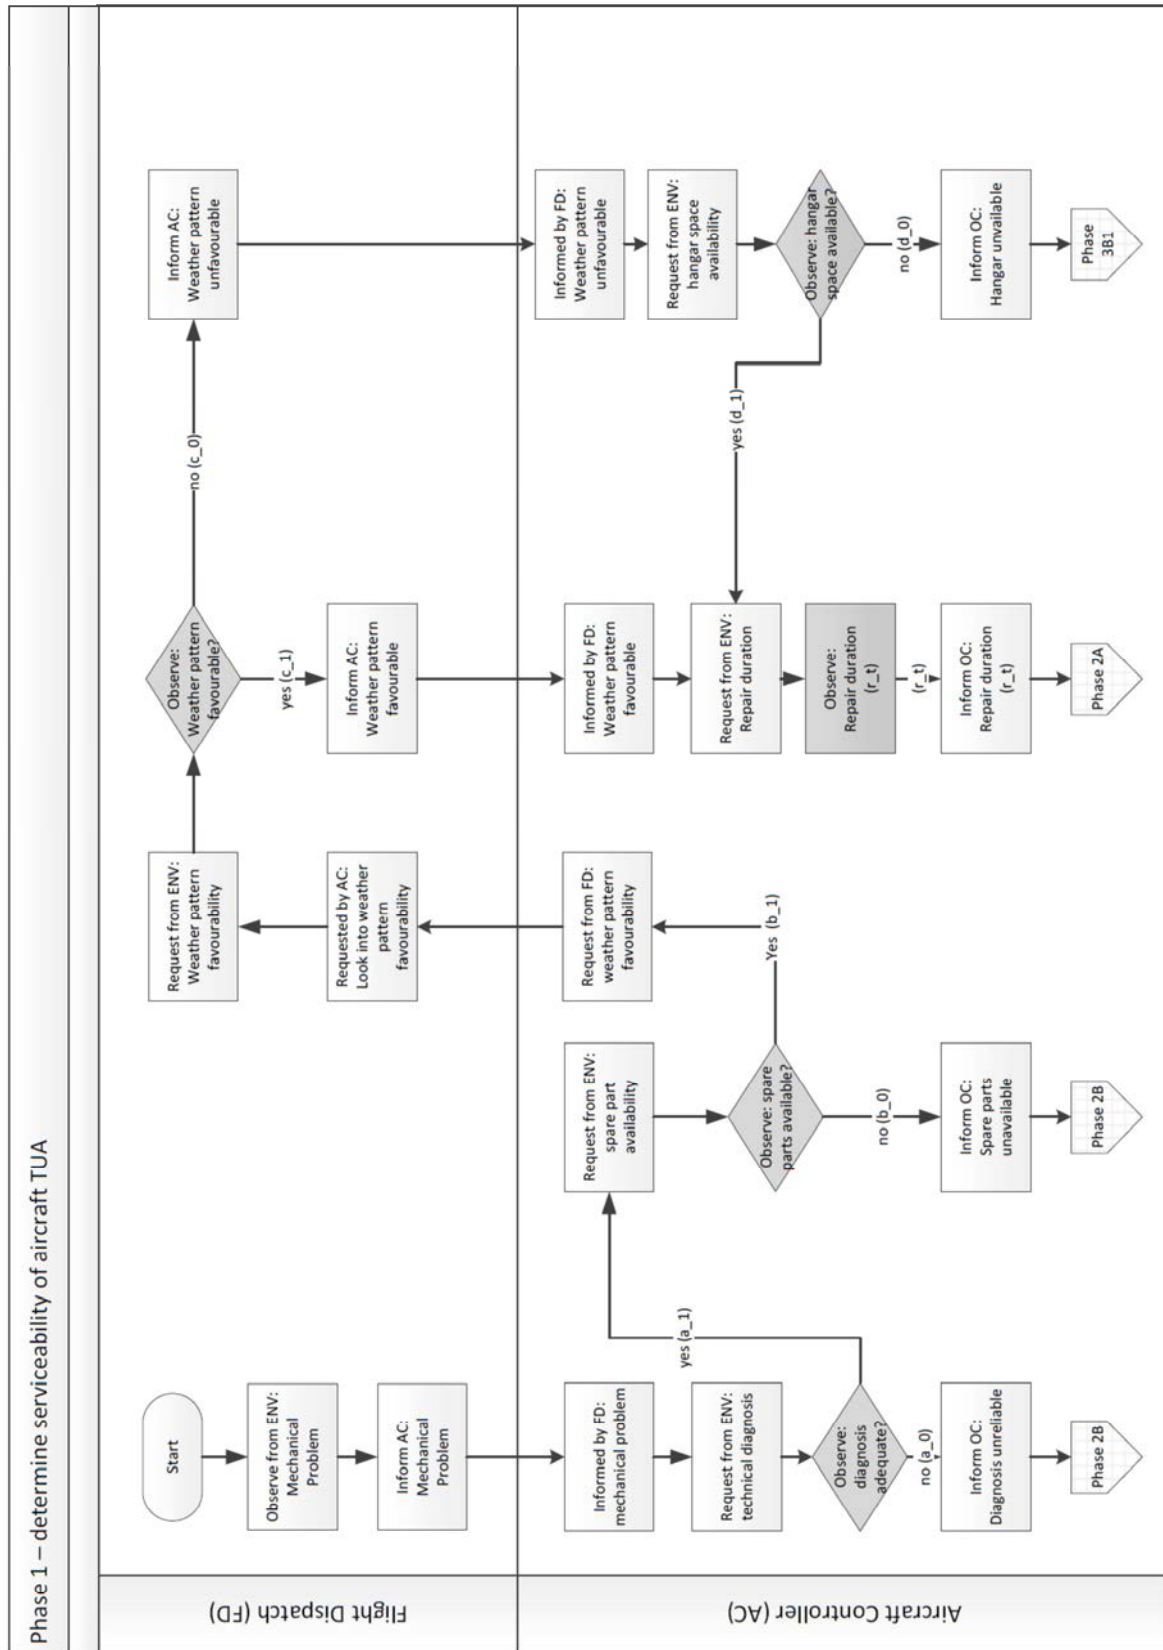 Phase 1 – determine serviceability of aircraft TUA
Flight Dispatch (FD)
Start
Observe from ENV:
Mechanical
Problem
Inform AC:
Mechanical
Problem
Request from ENV:
Weather pattern
favourability
Requested by AC:
Look into weather
pattern
favourability
Observe:
Weather pattern
favourable?
no (c_0)
yes (c_1)
Inform AC:
Weather pattern
favourable
Inform AC:
Weather pattern
unfavourable
Aircraft Controller (AC)
Informed by FD:
mechanical problem
Request from ENV:
technical diagnosis
Observe:
diagnosis
adequate?
yes (a_1)
no (a_0)
Inform OC:
Diagnosis unreliable
Phase 2B
Request from ENV:
spare part
availability
Observe: spare
parts available?
Yes (b_1)
no (b_0)
Inform OC:
Spare parts
unavailable
Phase 2B
Request from FD:
weather pattern
favourability
Informed by FD:
Weather pattern
favourable
Request from ENV:
Repair duration
Observe:
Repair duration
(r_t)
(r_t)
Inform OC:
Repair duration
(r_t)
Phase 2A
Informed by FD:
Weather pattern
unfavourable
Request from ENV:
hangar space
availability
Observe: hangar
space available?
yes (d_1)
no (d_0)
Inform OC:
Hangar unvailable
Phase
3B1